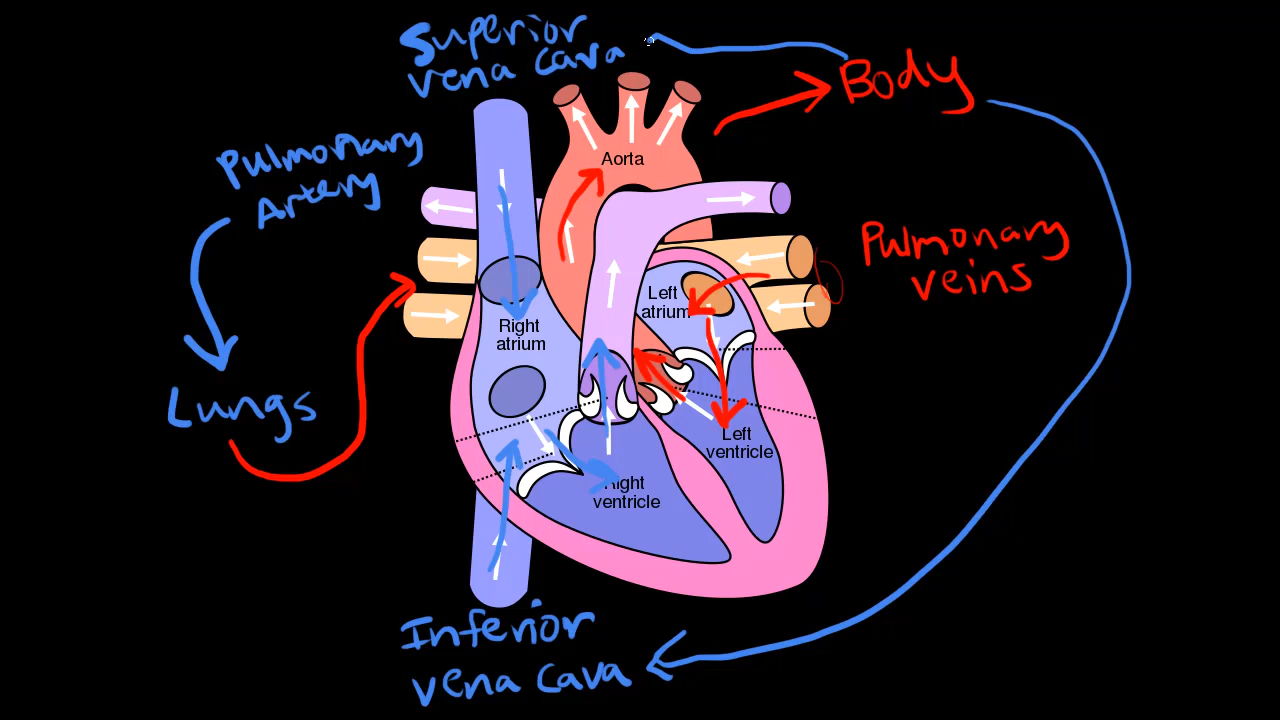 Superior
vena cava
Body
Pulmonary
Artery
Aorta
Pulmonary
veins
Left
atrium
Right
atrium
Lungs
Left
ventricle
Right
ventricle
Inferior
vena cava